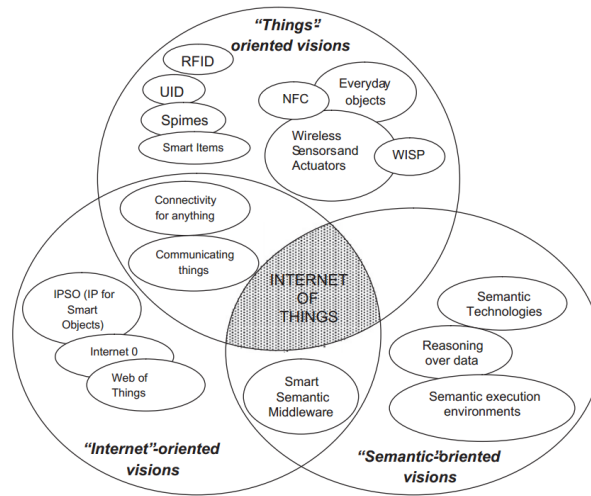 "Things"-
oriented visions
RFID
UID
Spimes
Smart Items
Everyday
objects
NFC
Wireless
Sensors and
Actuators
WISP
Connectivity
for anything
Communicating
things
INTERNET
OF
THINGS
IPSO (IP for
Smart
Objects)
Internet 0
Web of
Things
Semantic
Technologies
Reasoning
over data
Semantic execution
environments
Smart
Semantic
Middleware
"Internet"-oriented
visions
"Semantic-oriented
visions